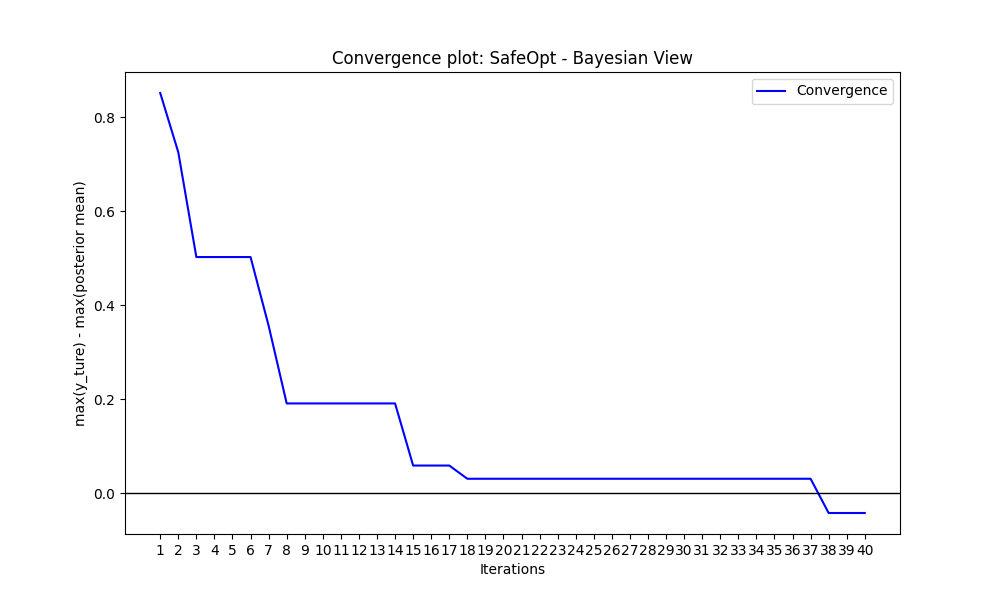 Convergence plot: SafeOpt - Bayesian View
Convergence
max(y_ture) - max(posterior mean)
0.8
0.6
0.4
0.2
0.0
1 2 3 4 5 6 7 8 9 10 11 12 13 14 15 16 17 18 19 20 21 22 23 24 25 26 27 28 29 30 31 32 33 34 35 36 37 38 39 40
Iterations